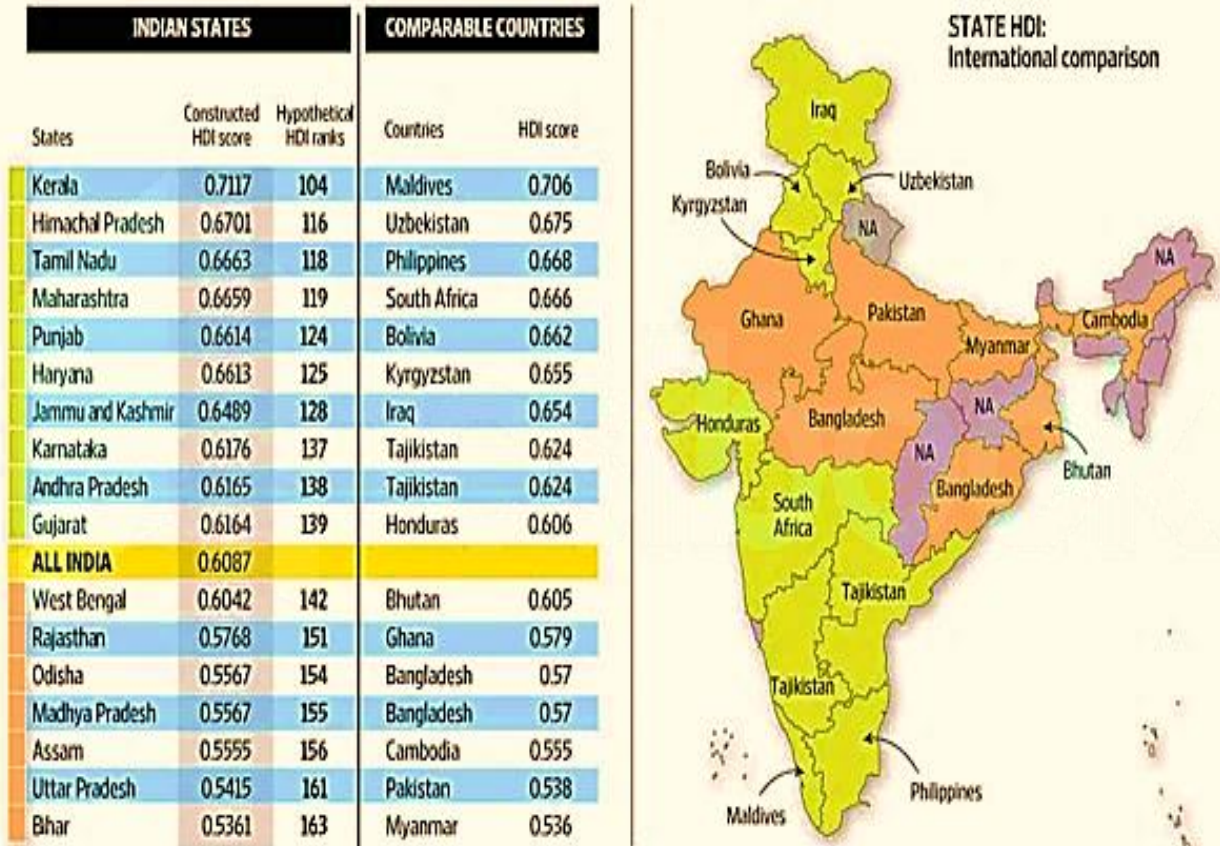 INDIAN STATES COMPARABLE COUNTRIES
States Constructed HDI score Hypothetical HDI ranks Countries HDI score
Kerala 0.7117 104 Maldives 0.706
Himachal Pradesh 0.6701 116 Uzbekistan 0.675
Tamil Nadu 0.6663 118 Philippines 0.668
Maharashtra 0.6659 119 South Africa 0.666
Punjab 0.6614 124 Bolivia 0.662
Haryana 0.6613 125 Kyrgyzstan 0.655
Jammu and Kashmir 0.6489 128 Iraq 0.654
Karnataka 0.6176 137 Tajikistan 0.624
Andhra Pradesh 0.6165 138 Tajikistan 0.624
Gujarat 0.6164 139 Honduras 0.606
ALL INDIA 0.6087
West Bengal 0.6042 142 Bhutan 0.605
Rajasthan 0.5768 151 Ghana 0.579
Odisha 0.5567 154 Bangladesh 0.57
Madhya Pradesh 0.5567 155 Bangladesh 0.57
Assam 0.5555 156 Cambodia 0.555
Uttar Pradesh 0.5415 161 Pakistan 0.538
Bihar 0.5361 163 Myanmar 0.536
STATE HDI:
International comparison
Iraq
Bolivia
Uzbekistan
Kyrgyzstan
NA
NA
Ghana
Pakistan
Cambodia
Myanmar
Honduras
Bangladesh
NA
NA
Bhutan
Bangladesh
South
Africa
Tajikistan
Tajikistan
Philippines
Maldives